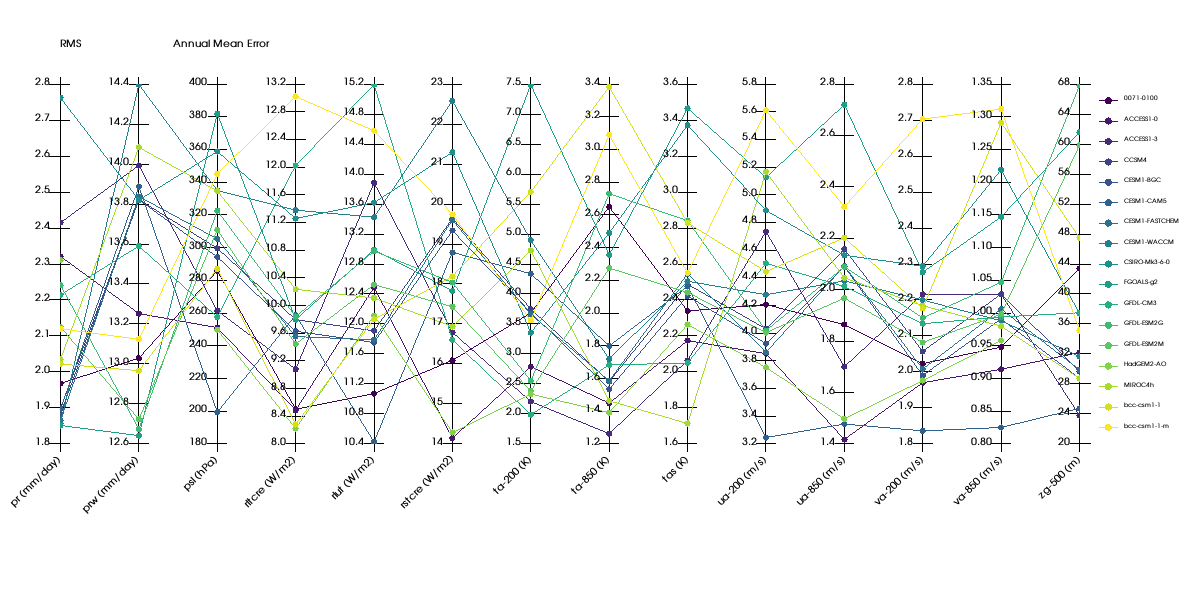 RMS Annual Mean Error
2.8 2.7 2.6 2.5 2.4 2.3 2.2 2.1 2.0 1.9 1.8
14.4 14.2 14.0 13.8 13.6 13.4 13.2 13.0 12.8 12.6
400 380 360 340 320 300 280 260 240 220 200 180
13.2 12.8 12.4 12.0 11.6 11.2 10.8 10.4 10.0 9.6 9.2 8.8 8.4 8.0
15.2 14.8 14.4 14.0 13.6 13.2 12.8 12.4 12.0 11.6 11.2 10.8 10.4
23 22 21 20 19 18 17 16 15 14
7.5 7.0 6.5 6.0 5.5 5.0 4.5 4.0 3.5 3.0 2.5 2.0 1.5
3.4 3.2 3.0 2.8 2.6 2.4 2.2 2.0 1.8 1.6 1.4 1.2
3.6 3.4 3.2 3.0 2.8 2.6 2.4 2.2 2.0 1.8 1.6
5.8 5.6 5.4 5.2 5.0 4.8 4.6 4.4 4.2 4.0 3.8 3.6 3.4 3.2
2.8 2.6 2.4 2.2 2.0 1.8 1.6 1.4
2.8 2.7 2.6 2.5 2.4 2.3 2.2 2.1 2.0 1.9 1.8
1.35 1.30 1.25 1.20 1.15 1.10 1.05 1.00 0.95 0.90 0.85 0.80
68 64 60 56 52 48 44 40 36 32 28 24 20
pr (mm/day)
prw (mm/day)
psl (hPa)
rltcre (W/m2)
rlut (W/m2)
rstcre (W/m2)
ta-200 (K)
ta-850 (K)
tas (K)
ua-200 (m/s)
ua-850 (m/s)
va-200 (m/s)
va-850 (m/s)
zg-500 (m)
0071-0100
ACCESS1-0
ACCESS1-3
CCSM4
CESM1-BGC
CESM1-CAM5
CESM1-FASTCHEM
CESM1-WACCM
CSIRO-Mk3-6-0
FGOALS-g2
GFDL-CM3
GFDL-ESM2G
GFDL-ESM2M
HadGEM2-AO
MIROC4h
bcc-csm1-1
bcc-csm1-1-m